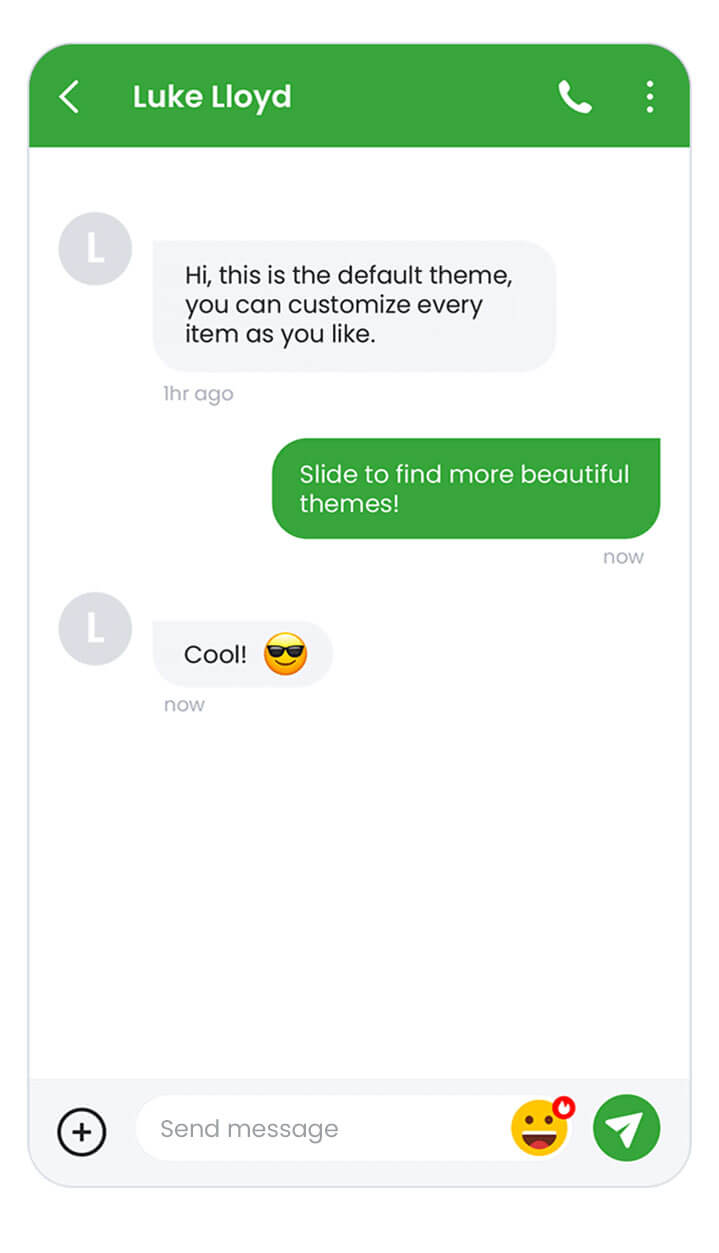 Luke Lloyd
L
Hi, this is the default theme,
you can customize every
item as you like.
1hr ago
Slide to find more beautiful
themes!
now
L
Cool! 😎
now
Send message